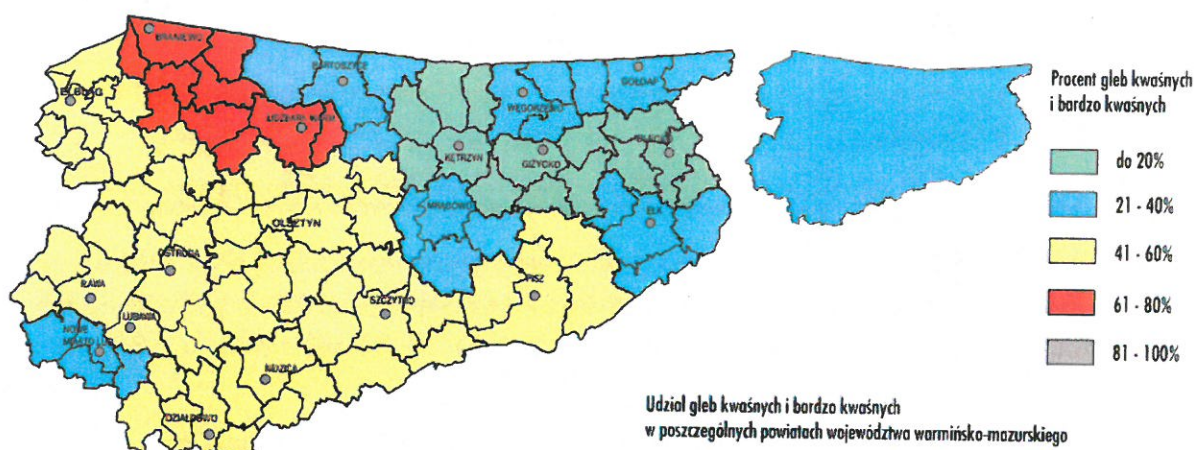 BRANIEWO
BARTOSZYCE
GOŁDAP
ELBLĄG
WĘGORZEWO
LIDZBARK WARM.
OLECKO
KĘTRZYN
GIŻYCKO
MRĄGOWO
EŁK
OLSZTYN
OSTRÓDA
PISZ
IŁAWA
SZCZYTNO
LUBAWA
NOWE
MIASTO LUB.
NIDZICA
DZIAŁDOWO
Procent gleb kwaśnych
i bardzo kwaśnych
do 20%
21 - 40%
41 - 60%
61 - 80%
81 - 100%
Udział gleb kwaśnych i bardzo kwaśnych
w poszczególnych powiatach województwa warmińsko-mazurskiego